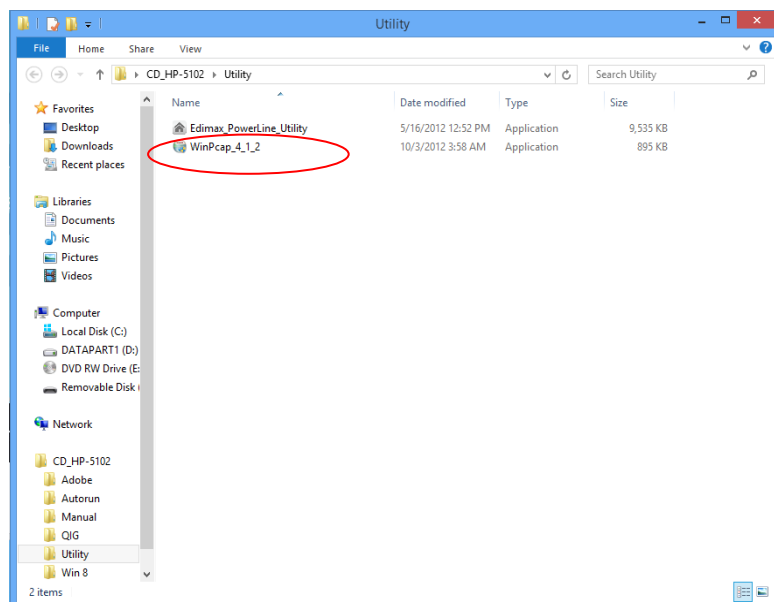 Utility
File Home Share View
CD_HP-5102 Utility Search Utility
Name Date modified Type Size
Edimax_PowerLine_Utility 5/16/2012 12:52 PM Application 9,535 KB
WinPcap_4_1_2 10/3/2012 3:58 AM Application 895 KB
Favorites
Desktop
Downloads
Recent places
Libraries
Documents
Music
Pictures
Videos
Computer
Local Disk (C:)
DATAPART1 (D:)
DVD RW Drive (E:
Removable Disk
Network
CD_HP-5102
Adobe
Autorun
Manual
QIG
Utility
Win 8
2 items